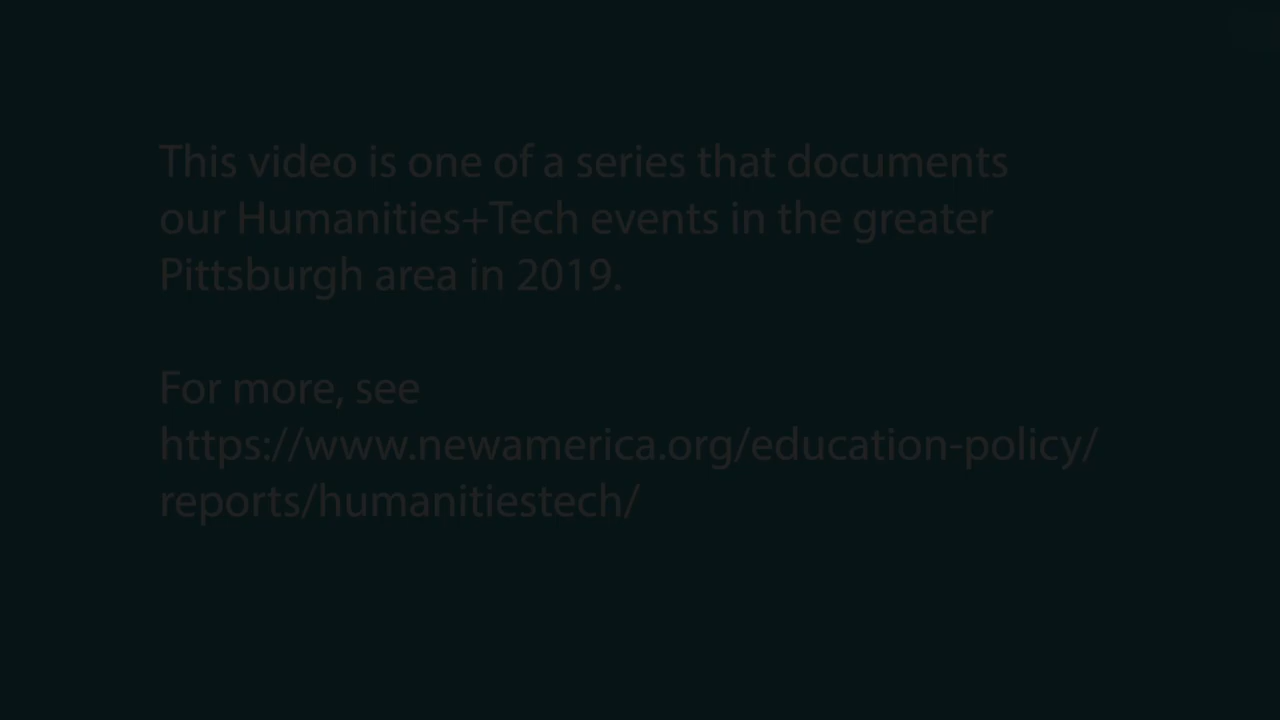 This video is one of a series that documents
our Humanities+Tech events in the greater
Pittsburgh area in 2019.
For more, see
https://www.newamerica.org/education-policy/
reports/humanitiestech/